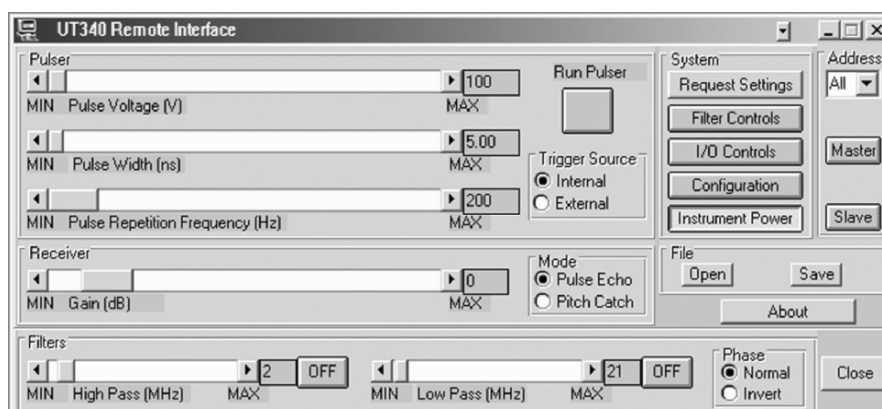 UT340 Remote Interface
Pulser
100
MIN Pulse Voltage (V) MAX
5.00
MIN Pulse Width (ns) MAX
200
MIN Pulse Repetition Frequency (Hz) MAX
Run Pulser
Trigger Source
Internal
External
System
Request Settings
Filter Controls
I/O Controls
Configuration
Instrument Power
Address
All
Master
Slave
Receiver
0
MIN Gain (dB) MAX
Mode
Pulse Echo
Pitch Catch
File
Open Save
About
Filters
2 OFF
MIN High Pass (MHz) MAX
21 OFF
MIN Low Pass (MHz) MAX
Phase
Normal
Invert
Close